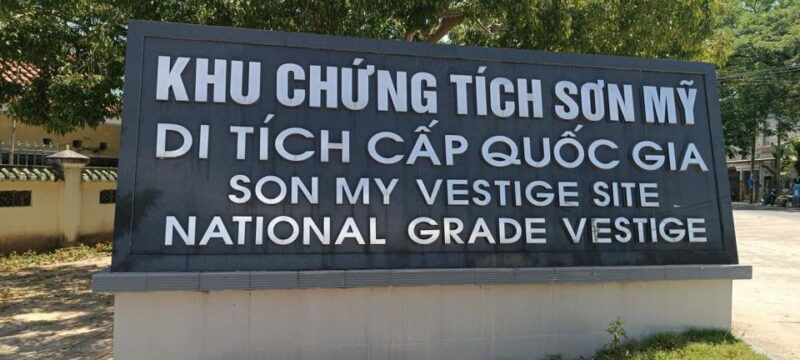 KHU CHỨNG TÍCH SƠN MỸ
DI TÍCH CẤP QUỐC GIA
SON MY VESTIGE SITE
NATIONAL GRADE VESTIGE